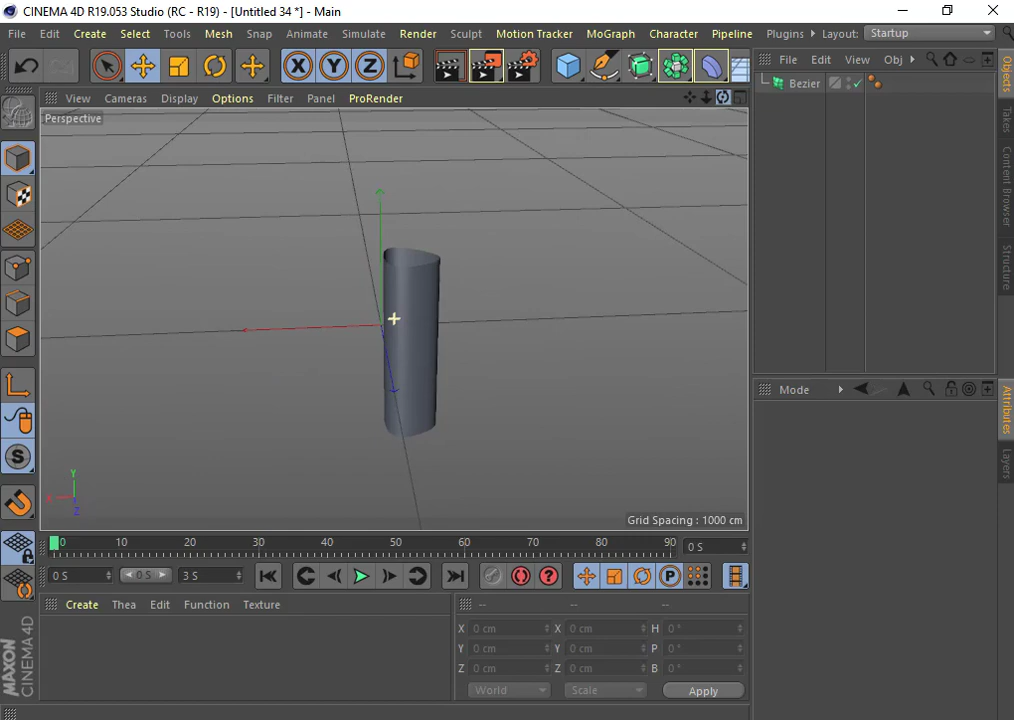 CINEMA 4D R19.053 Studio (RC - R19) - [Untitled 34 *] - Main
File Edit Create Select Tools Mesh Snap Animate Simulate Render Sculpt Motion Tracker MoGraph Character Pipeline Plugins Layout: Startup
X Y Z
File Edit View Obj
View Cameras Display Options Filter Panel ProRender
Bezier
Perspective
Objects
Takes
Content Browser
Structure
Mode
Attributes
Layers
Y
X
Z
Grid Spacing : 1000 cm
0 10 20 30 40 50 60 70 80 90 0 S
0 S 0 S 3 S
P
S
Create Thea Edit Function Texture
-- -- --
X 0 cm X 0 cm H 0 °
Y 0 cm Y 0 cm P 0 °
Z 0 cm Z 0 cm B 0 °
World Scale Apply
MAXON CINEMA 4D